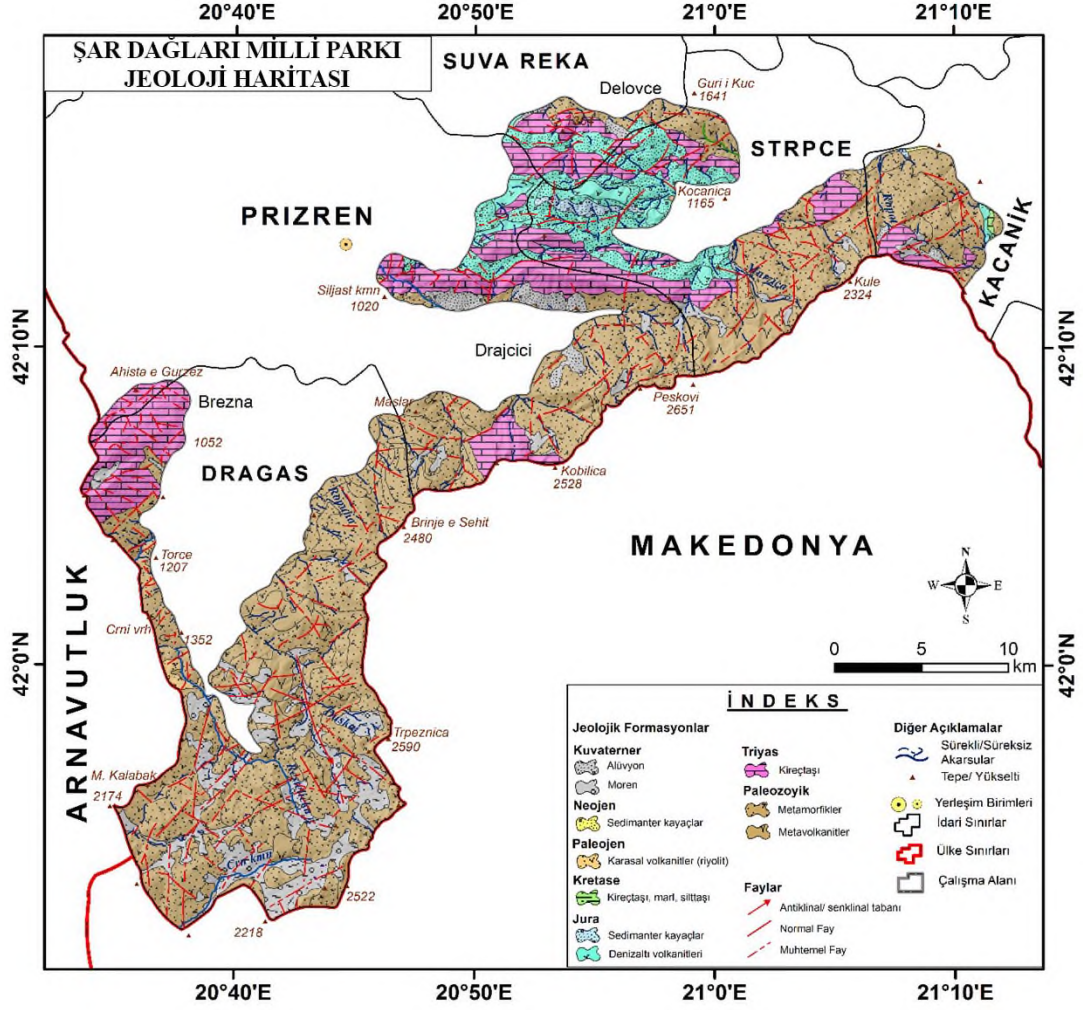 20°40'E
20°50'E
21°0'E
21°10'E
ŞAR DAĞLARI MİLLİ PARKI
JEOLOJİ HARİTASI
SUVA REKA
Delovce
Guri i Kuc
1641
STRPCE
PRIZREN
Kocanica
1165
KACANİK
Siljast kmn
1020
Kule
2324
42°10'N
42°10'N
Drajcici
Ahista e Gurzez
Brezna
Maslar
Peskovi
2651
1052
DRAGAS
Kobilica
2528
Brinje e Sehit
2480
MAKEDONYA
Torce
1207
N
W
E
S
ARNAVUTLUK
Crni vrh
1352
0
5
10
km
42°0'N
42°0'N
Trpeznica
2590
M. Kalabak
2174
Crn kmn
2522
2218
İNDEKS
Jeolojik Formasyonlar
Kuvaterner
Alüvyon
Moren
Neojen
Sedimanter kayaçlar
Paleojen
Karasal volkanitler (riyolit)
Kretase
Kireçtaşı, marl, silttaşı
Jura
Sedimanter kayaçlar
Denizaltı volkanitleri
Triyas
Kireçtaşı
Paleozoyik
Metamorfikler
Metavolkanitler
Faylar
Antiklinal/ senklinal tabanı
Normal Fay
Muhtemel Fay
Diğer Açıklamalar
Sürekli/Süreksiz
Akarsular
Tepe/ Yükselti
Yerleşim Birimleri
İdari Sınırlar
Ülke Sınırları
Çalışma Alanı
20°40'E
20°50'E
21°0'E
21°10'E